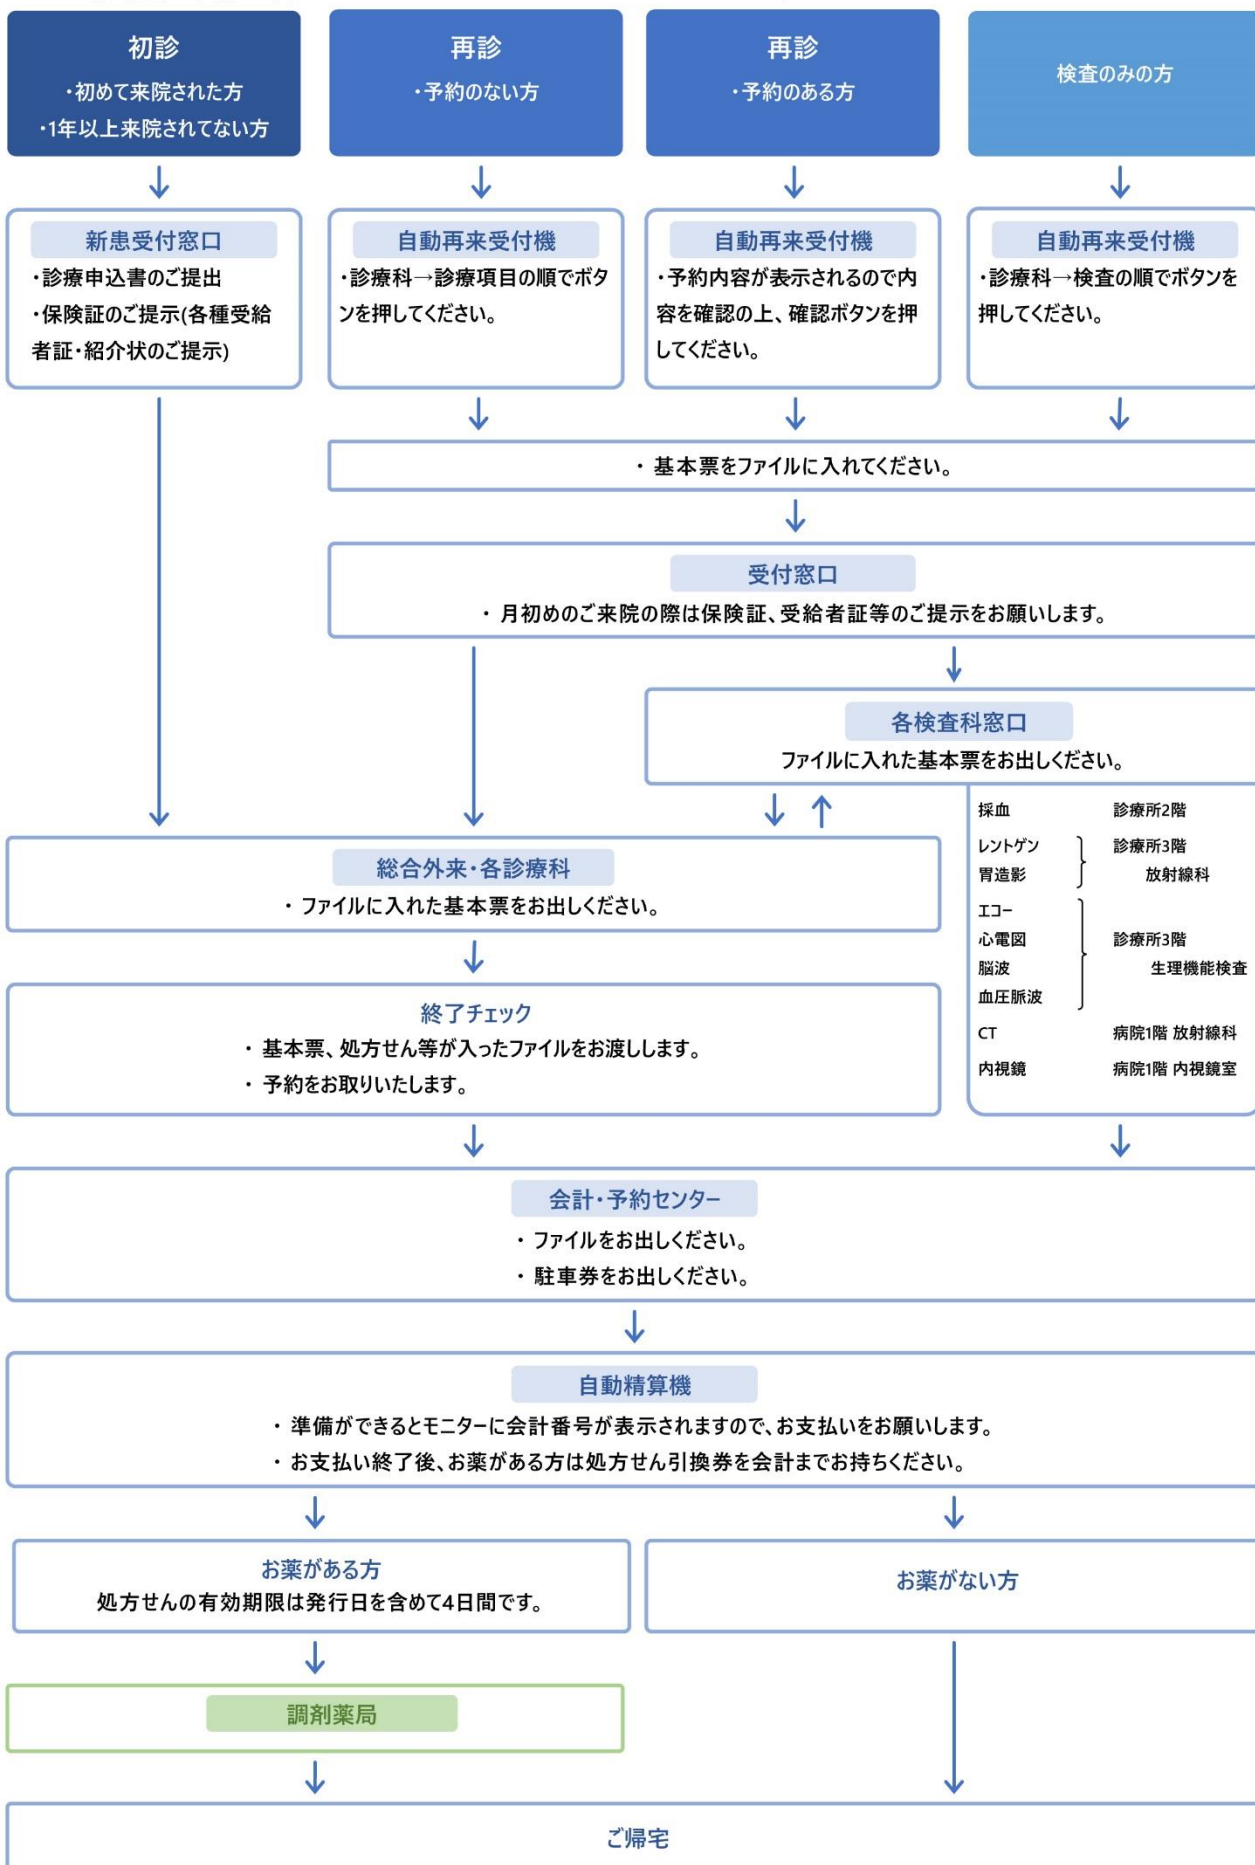 初診
・初めて来院された方
・1年以上来院されてない方
再診
・予約のない方
再診
・予約のある方
検査のみの方
新患受付窓口
・診療申込書のご提出
・保険証のご提示(各種受給
者証・紹介状のご提示)
自動再来受付機
・診療科→診療項目の順でボタ
ンを押してください。
自動再来受付機
・予約内容が表示されるので内
容を確認の上、確認ボタンを押
してください。
自動再来受付機
・診療科→検査の順でボタンを
押してください。
・ 基本票をファイルに入れてください。
受付窓口
・ 月初めのご来院の際は保険証、受給者証等のご提示をお願いします。
各検査科窓口
ファイルに入れた基本票をお出しください。
採血 診療所2階
レントゲン 診療所3階
胃造影 放射線科
エコー
心電図 診療所3階
脳波 生理機能検査
血圧脈波
CT 病院1階 放射線科
内視鏡 病院1階 内視鏡室
総合外来・各診療科
・ ファイルに入れた基本票をお出しください。
終了チェック
・ 基本票、処方せん等が入ったファイルをお渡しします。
・ 予約をお取りいたします。
会計・予約センター
・ ファイルをお出しください。
・ 駐車券をお出しください。
自動精算機
・ 準備ができるとモニターに会計番号が表示されますので、お支払いをお願いします。
・ お支払い終了後、お薬がある方は処方せん引換券を会計までお持ちください。
お薬がある方
処方せんの有効期限は発行日を含めて4日間です。
お薬がない方
調剤薬局
ご帰宅